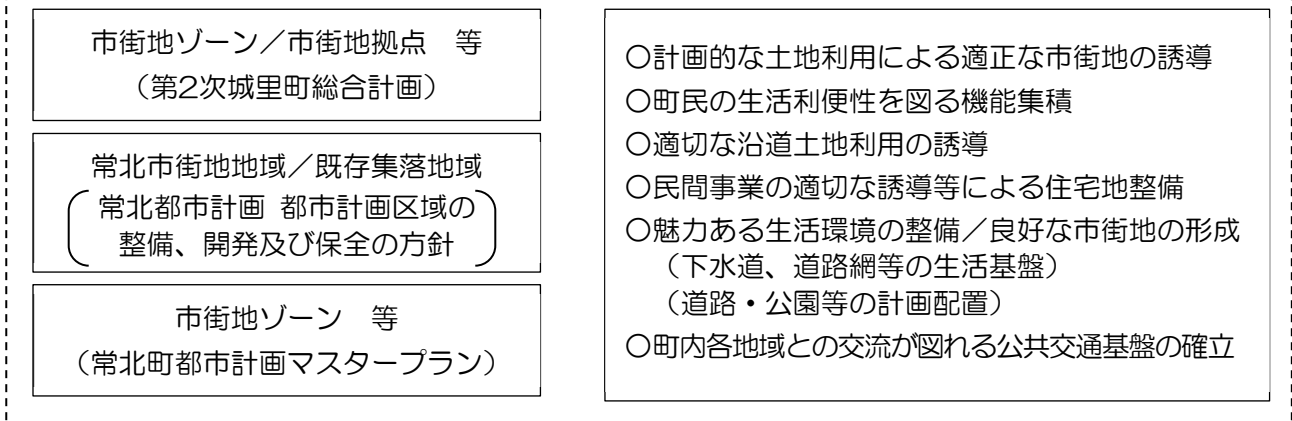 市街地ゾーン／市街地拠点　等
（第2次城里町総合計画）
常北市街地地域／既存集落地域
常北都市計画 都市計画区域の
整備、開発及び保全の方針
市街地ゾーン　等
（常北町都市計画マスタープラン）
〇計画的な土地利用による適正な市街地の誘導
〇町民の生活利便性を図る機能集積
〇適切な沿道土地利用の誘導
〇民間事業の適切な誘導等による住宅地整備
〇魅力ある生活環境の整備／良好な市街地の形成
（下水道、道路網等の生活基盤）
（道路・公園等の計画配置）
〇町内各地域との交流が図れる公共交通基盤の確立